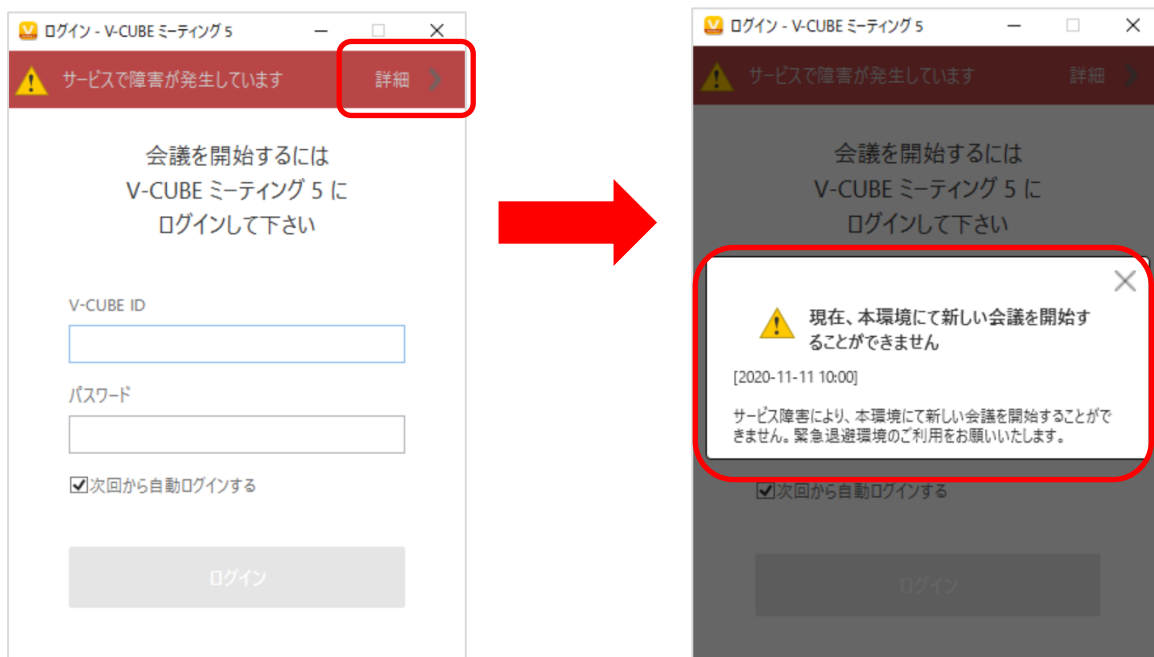 ログイン - V-CUBE ミーティング 5
サービスで障害が発生しています 詳細
会議を開始するには
V-CUBE ミーティング 5 に
ログインして下さい
V-CUBE ID
パスワード
次回から自動ログインする
ログイン
ログイン - V-CUBE ミーティング 5
サービスで障害が発生しています 詳細
会議を開始するには
V-CUBE ミーティング 5 に
ログインして下さい
現在、本環境にて新しい会議を開始す
ることができません
[2020-11-11 10:00]
サービス障害により、本環境にて新しい会議を開始することがで
きません。緊急退避環境のご利用をお願いいたします。
次回から自動ログインする
ログイン